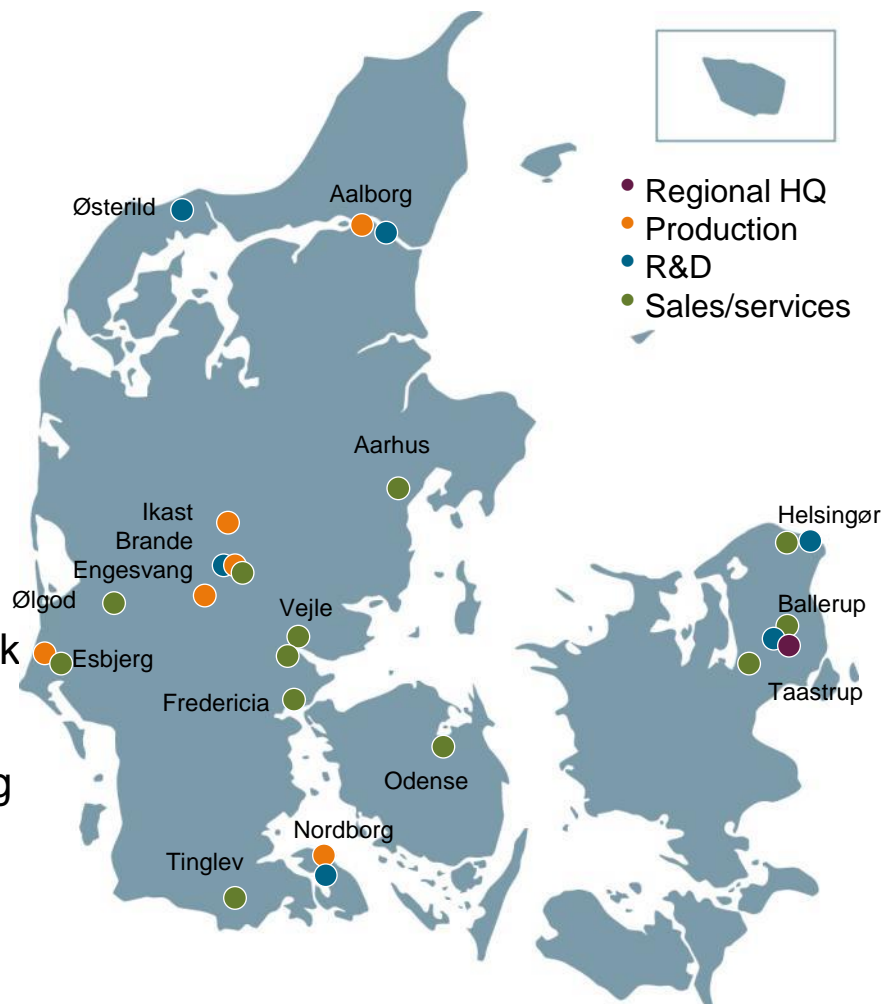 Regional HQ
Production
R&D
Sales/services
Østerild
Aalborg
Aarhus
Ikast
Brande
Engesvang
Ølgod
Vejle
k
Esbjerg
Fredericia
g
Odense
Nordborg
Tinglev
Helsingør
Ballerup
Taastrup